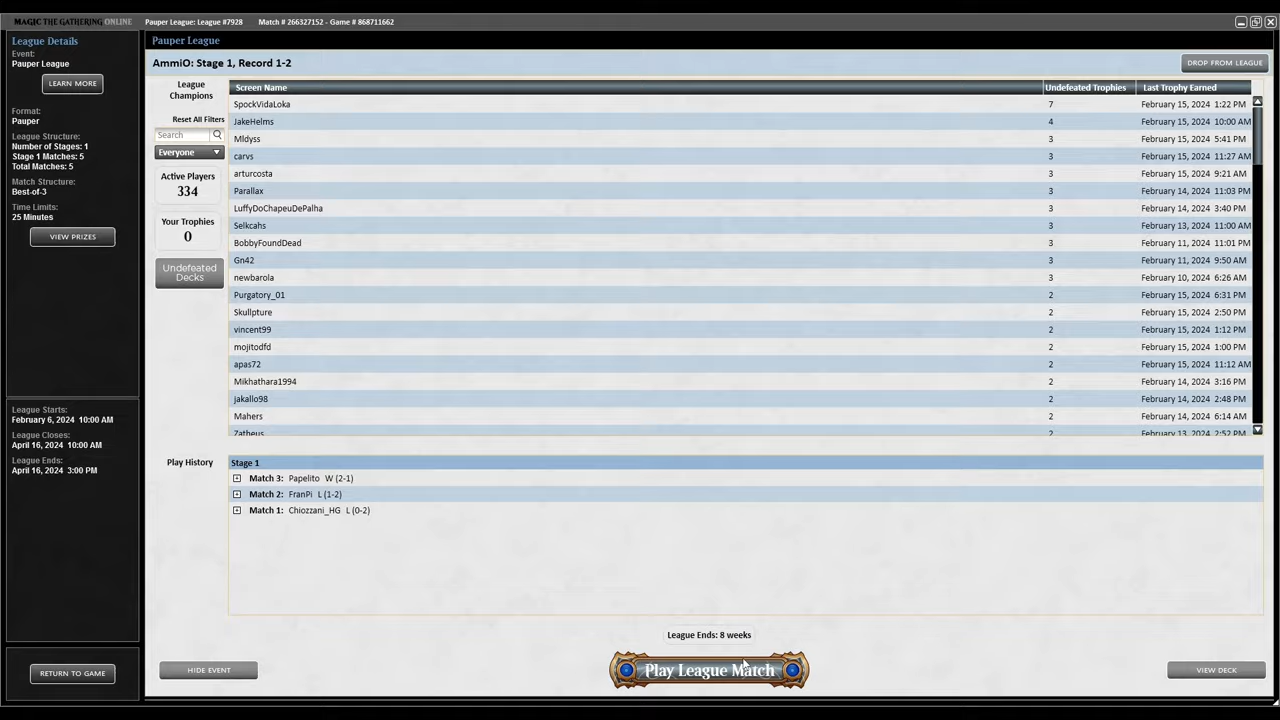 MAGIC THE GATHERING ONLINE Pauper League: League #7928 Match # 266327152 - Game # 868711662
League Details
Event:
Pauper League
LEARN MORE
Format:
Pauper
League Structure:
Number of Stages: 1
Stage 1 Matches: 5
Total Matches: 5
Match Structure:
Best-of-3
Time Limits:
25 Minutes
VIEW PRIZES
League Starts:
February 6, 2024 10:00 AM
League Closes:
April 16, 2024 10:00 AM
League Ends:
April 16, 2024 3:00 PM
RETURN TO GAME
Pauper League
AmmiO: Stage 1, Record 1-2 DROP FROM LEAGUE
League
Champions
Reset All Filters
Search
Everyone
Active Players
334
Your Trophies
0
Undefeated
Decks
Screen Name Undefeated Trophies Last Trophy Earned
SpockVidaLoka 7 February 15, 2024 1:22 PM
JakeHelms 4 February 15, 2024 10:00 AM
Mldyss 3 February 15, 2024 5:41 PM
carvs 3 February 15, 2024 11:27 AM
arturcosta 3 February 15, 2024 9:21 AM
Parallax 3 February 14, 2024 11:03 PM
LuffyDoChapeuDePalha 3 February 14, 2024 3:40 PM
Selkcahs 3 February 13, 2024 11:00 AM
BobbyFoundDead 3 February 11, 2024 11:01 PM
Gn42 3 February 11, 2024 9:50 AM
newbarola 3 February 10, 2024 6:26 AM
Purgatory_01 2 February 15, 2024 6:31 PM
Skullpture 2 February 15, 2024 2:50 PM
vincent99 2 February 15, 2024 1:12 PM
mojitodfd 2 February 15, 2024 1:00 PM
apas72 2 February 15, 2024 11:12 AM
Mikhathara1994 2 February 14, 2024 3:16 PM
jakallo98 2 February 14, 2024 2:48 PM
Mahers 2 February 14, 2024 6:14 AM
Zatheus 2 February 13, 2024 2:52 PM
Play History
Stage 1
Match 3: Papelito W (2-1)
Match 2: FranPi L (1-2)
Match 1: Chiozzani_HG L (0-2)
League Ends: 8 weeks
HIDE EVENT Play League Match VIEW DECK